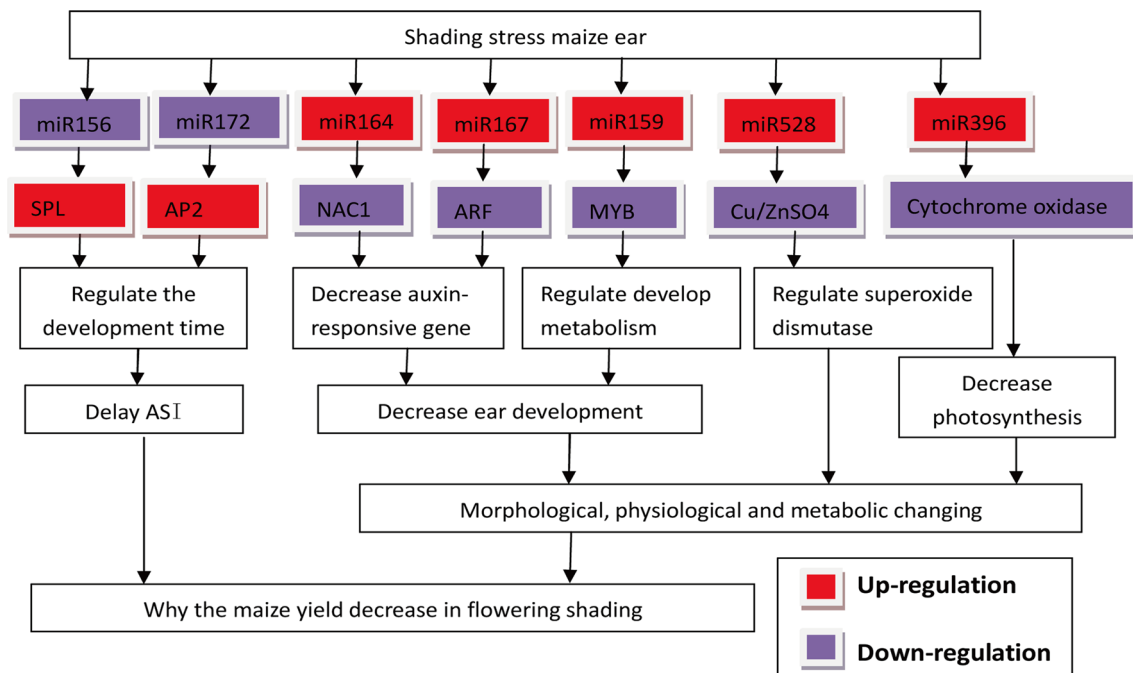 Shading stress maize ear
miR156
miR172
miR164
miR167
miR159
miR528
miR396
SPL
AP2
NAC1
ARF
MYB
Cu/ZnSO4
Cytochrome oxidase
Regulate the
development time
Decrease auxin-
responsive gene
Regulate develop
metabolism
Regulate superoxide
dismutase
Delay ASI
Decrease ear development
Decrease
photosynthesis
Morphological, physiological and metabolic changing
Why the maize yield decrease in flowering shading
Up-regulation
Down-regulation